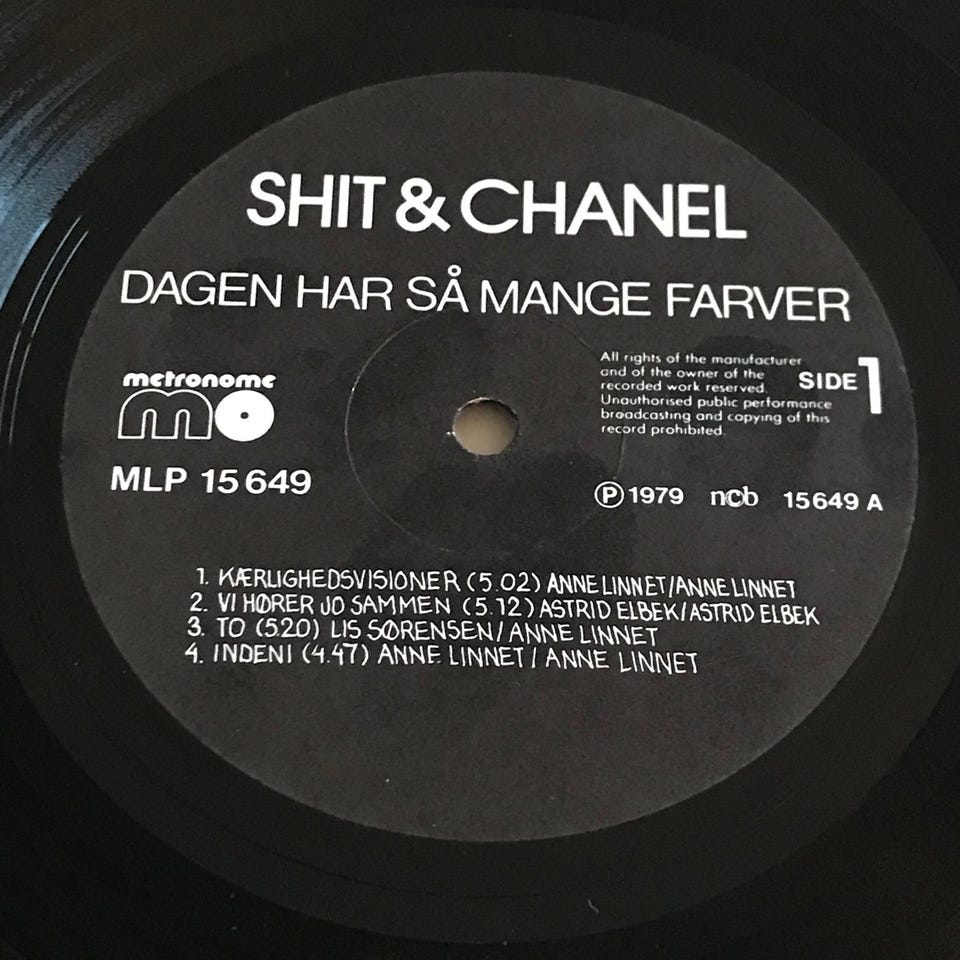 SHIT & CHANEL
DAGEN HAR SÅ MANGE FARVER
metronome
mo
MLP 15649
All rights of the manufacturer
and of the owner of the
recorded work reserved.
Unauthorised public performance
broadcasting and copying of this
record prohibited.
SIDE 1
Ⓟ 1979 ncb 15649 A
1. KÆRLIGHEDSVISIONER (5.02) ANNE LINNET/ANNE LINNET
2. VI HØRER JO SAMMEN (5.12) ASTRID ELBEK/ASTRID ELBEK
3. TO (5.20) LIS SØRENSEN/ANNE LINNET
4. INDENI (4.47) ANNE LINNET/ANNE LINNET